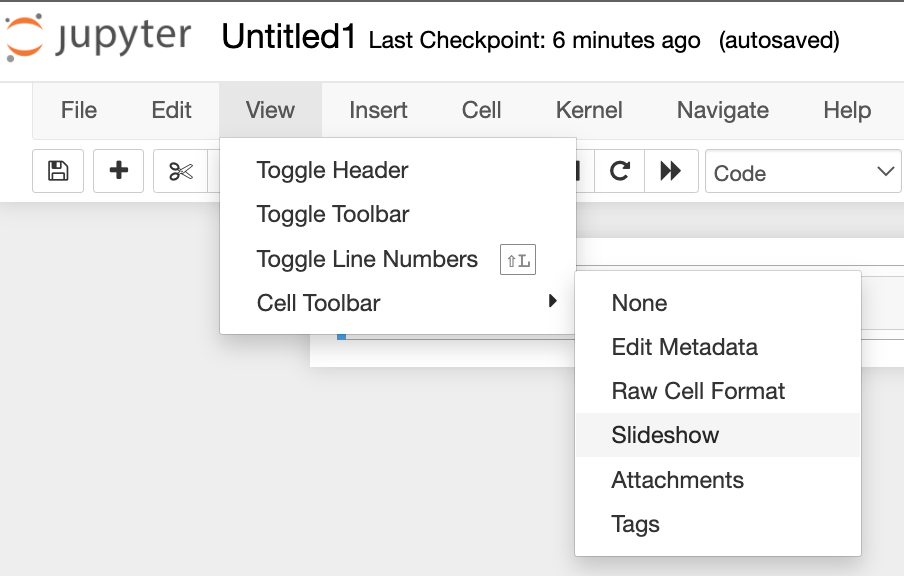 jupyter Untitled1 Last Checkpoint: 6 minutes ago (autosaved)
File Edit View Insert Cell Kernel Navigate Help
Code
Toggle Header
Toggle Toolbar
Toggle Line Numbers ⇧L
Cell Toolbar
None
Edit Metadata
Raw Cell Format
Slideshow
Attachments
Tags